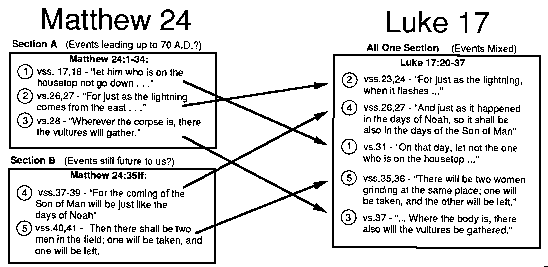 Matthew 24
Section A (Events leading up to 70 A.D.?)
Matthew 24:1-34:
1 vss. 17,18 - "let him who is on the
housetop not go down . . ."
2 vss.26,27 - "For just as the lightning
comes from the east . . ."
3 vs.28 - "Wherever the corpse is, there
the vultures will gather."
Section B (Events still future to us?)
Matthew 24:35ff:
4 vss.37-39 - "For the coming of the
Son of Man will be just like the
days of Noah"
5 vss.40,41 - Then there shall be two
men in the field; one will be taken, and
one will be left.
Luke 17
All One Section (Events Mixed)
Luke 17:20-37
2 vss.23,24 - "For just as the lightning,
when it flashes ..."
4 vss.26,27 - "And just as it happened
in the days of Noah, so it shall be
also in the days of the Son of Man"
1 vs.31 - "On that day, let not the one
who is on the housetop ..."
5 vss.35,36 - "There will be two women
grinding at the same place; one will
be taken, and the other will be left."
3 vs.37 - "... Where the body is, there
also will the vultures be gathered."